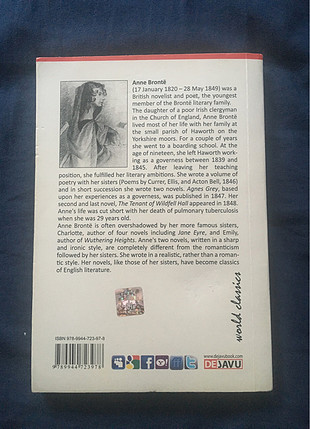 Anne Brontë
(17 January 1820 – 28 May 1849) was a
British novelist and poet, the youngest
member of the Brontë literary family.
The daughter of a poor Irish clergyman
in the Church of England, Anne Brontë
lived most of her life with her family at
the small parish of Haworth on the
Yorkshire moors. For a couple of years
she went to a boarding school. At the
age of nineteen, she left Haworth work-
ing as a governess between 1839 and
1845. After leaving her teaching
position, she fulfilled her literary ambitions. She wrote a volume of
poetry with her sisters (Poems by Currer, Ellis, and Acton Bell, 1846)
and in short succession she wrote two novels. Agnes Grey, based
upon her experiences as a governess, was published in 1847. Her
second and last novel, The Tenant of Wildfell Hall appeared in 1848.
Anne's life was cut short with her death of pulmonary tuberculosis
when she was 29 years old.
Anne Brontë is often overshadowed by her more famous sisters,
Charlotte, author of four novels including Jane Eyre, and Emily,
author of Wuthering Heights. Anne's two novels, written in a sharp
and ironic style, are completely different from the romanticism
followed by her sisters. She wrote in a realistic, rather than a roman-
tic style. Her novels, like those of her sisters, have become classics
of English literature.
world classics
ISBN 978-9944-723-97-8
9 789944 723978
www.dejavubook.com
DEJAVU